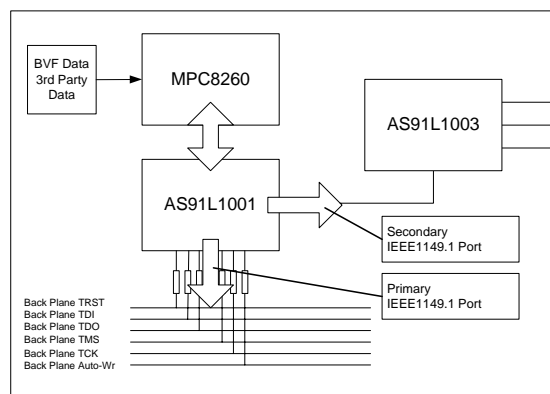 BVF Data
3rd Party
Data
MPC8260
AS91L1003
AS91L1001
Secondary
IEEE1149.1 Port
Primary
IEEE1149.1 Port
Back Plane TRST
Back Plane TDI
Back Plane TDO
Back Plane TMS
Back Plane TCK
Back Plane Auto-Wr